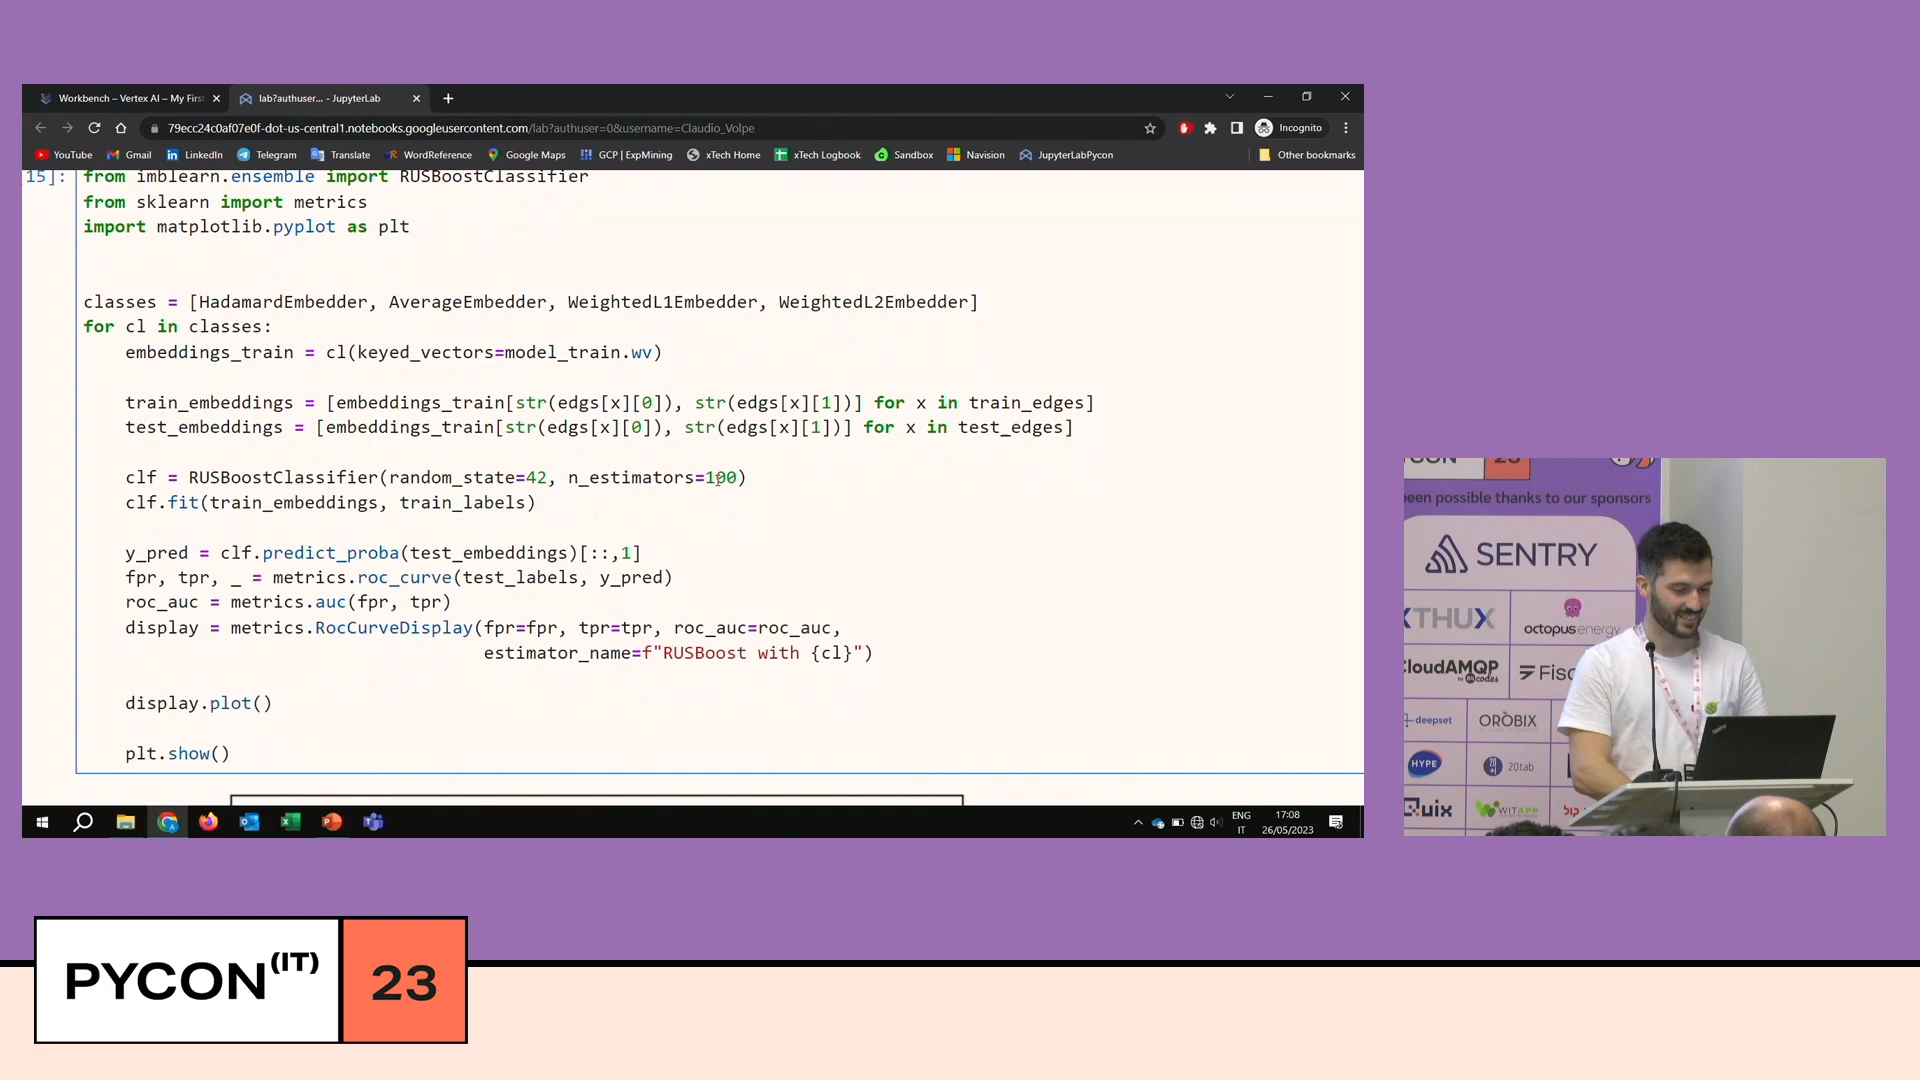 Workbench – Vertex AI – My First
lab?authuser... - JupyterLab
79ecc24c0af07e0f-dot-us-central1.notebooks.googleusercontent.com/lab?authuser=0&username=Claudio_Volpe
Incognito
YouTube
Gmail
LinkedIn
Telegram
Translate
WordReference
Google Maps
GCP | ExpMining
xTech Home
xTech Logbook
Sandbox
Navision
JupyterLabPycon
Other bookmarks
15]:
from imblearn.ensemble import RUSBoostClassifier
from sklearn import metrics
import matplotlib.pyplot as plt
classes = [HadamardEmbedder, AverageEmbedder, WeightedL1Embedder, WeightedL2Embedder]
for cl in classes:
embeddings_train = cl(keyed_vectors=model_train.wv)
train_embeddings = [embeddings_train[str(edgs[x][0]), str(edgs[x][1])] for x in train_edges]
test_embeddings = [embeddings_train[str(edgs[x][0]), str(edgs[x][1])] for x in test_edges]
clf = RUSBoostClassifier(random_state=42, n_estimators=100)
clf.fit(train_embeddings, train_labels)
y_pred = clf.predict_proba(test_embeddings)[::,1]
fpr, tpr, _ = metrics.roc_curve(test_labels, y_pred)
roc_auc = metrics.auc(fpr, tpr)
display = metrics.RocCurveDisplay(fpr=fpr, tpr=tpr, roc_auc=roc_auc,
estimator_name=f"RUSBoost with {cl}")
display.plot()
plt.show()
ENG
IT
17:08
26/05/2023
been possible thanks to our sponsors
SENTRY
THUX
octopus energy
CloudAMQP
by 84codes
Fisc
deepset
OROBIX
HYPE
20tab
Quix
WITAPP
bip
PYCON (IT) 23